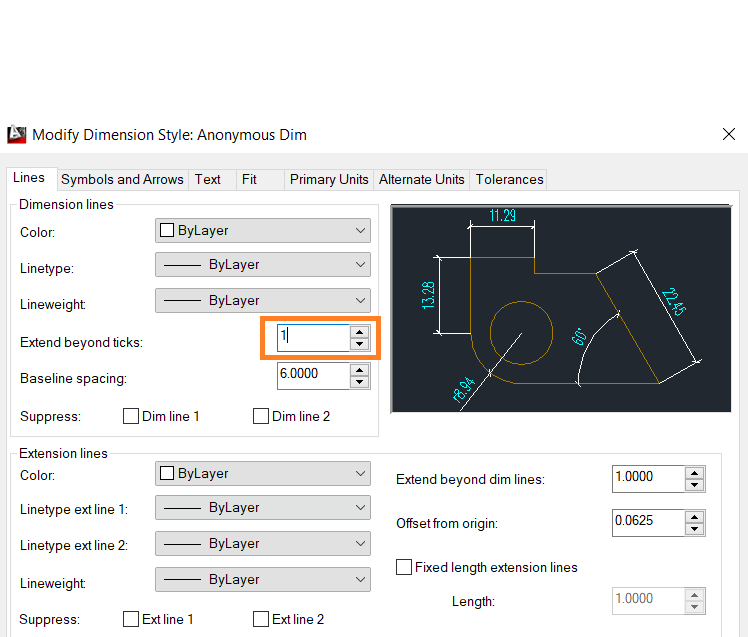 Modify Dimension Style: Anonymous Dim
Lines Symbols and Arrows Text Fit Primary Units Alternate Units Tolerances
Dimension lines
Color: ByLayer
Linetype: ByLayer
Lineweight: ByLayer
Extend beyond ticks: 1
Baseline spacing: 6.0000
Suppress: Dim line 1 Dim line 2
11.29
13.28
22.45
60°
r8.94
Extension lines
Color: ByLayer
Linetype ext line 1: ByLayer
Linetype ext line 2: ByLayer
Lineweight: ByLayer
Suppress: Ext line 1 Ext line 2
Extend beyond dim lines: 1.0000
Offset from origin: 0.0625
Fixed length extension lines
Length: 1.0000